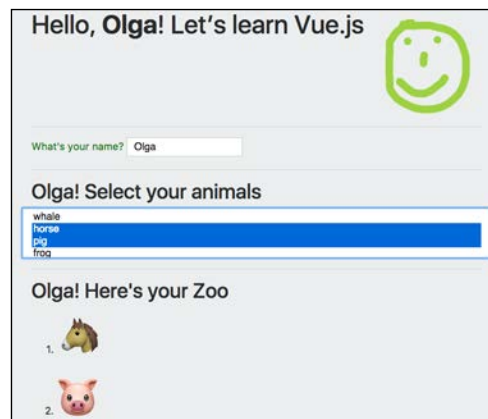 Hello, Olga! Let's learn Vue.js
What's your name? Olga
Olga! Select your animals
whale
horse
pig
frog
Olga! Here's your Zoo
1.
2.